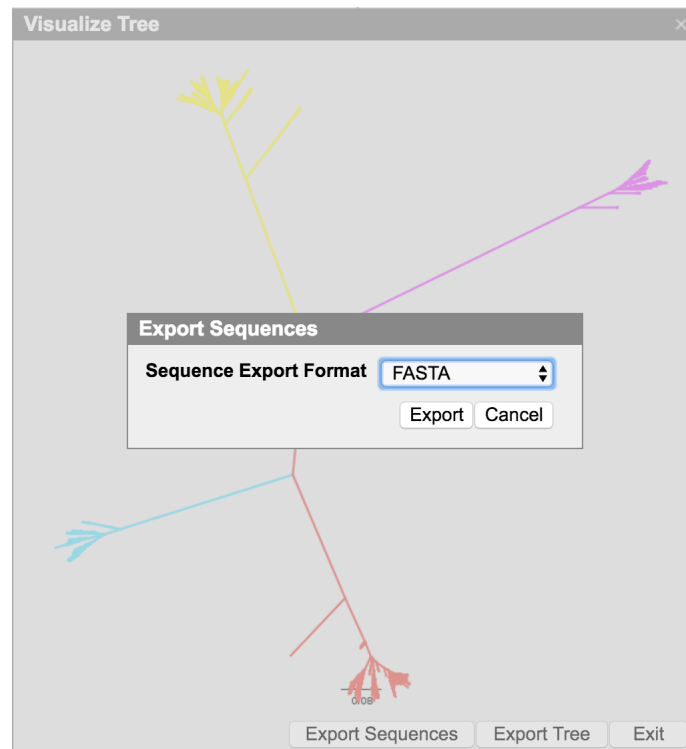 Visualize Tree ×
Export Sequences
Sequence Export Format FASTA
Export Cancel
0.08
Export Sequences Export Tree Exit